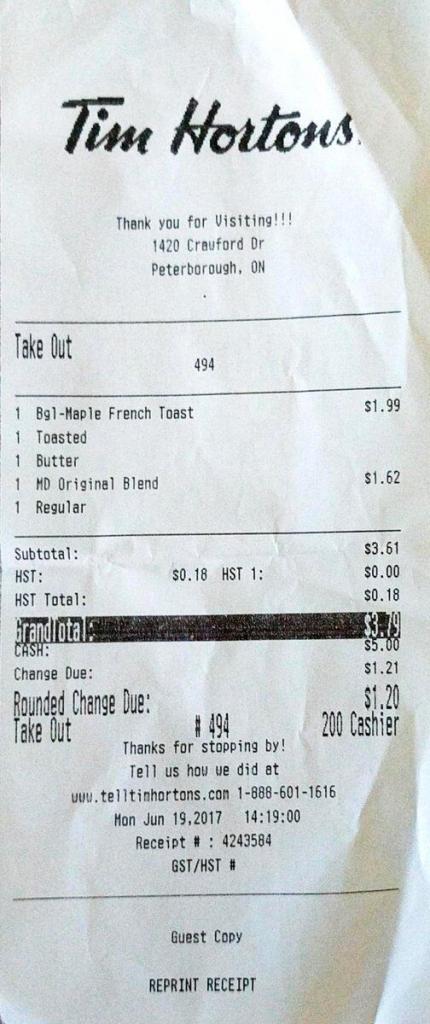 Tim Hortons.
Thank you for Visiting!!!
1420 Crawford Dr
Peterborough, ON
Take Out
494
1 Bgl-Maple French Toast $1.99
1 Toasted
1 Butter
1 MD Original Blend $1.62
1 Regular
Subtotal: $3.61
HST: $0.18 HST 1: $0.00
HST Total: $0.18
GrandTotal: $3.79
CASH: $5.00
Change Due: $1.21
Rounded Change Due: $1.20
Take Out # 494 200 Cashier
Thanks for stopping by!
Tell us how we did at
www.telltimhortons.com 1-888-601-1616
Mon Jun 19,2017 14:19:00
Receipt # : 4243584
GST/HST #
Guest Copy
REPRINT RECEIPT